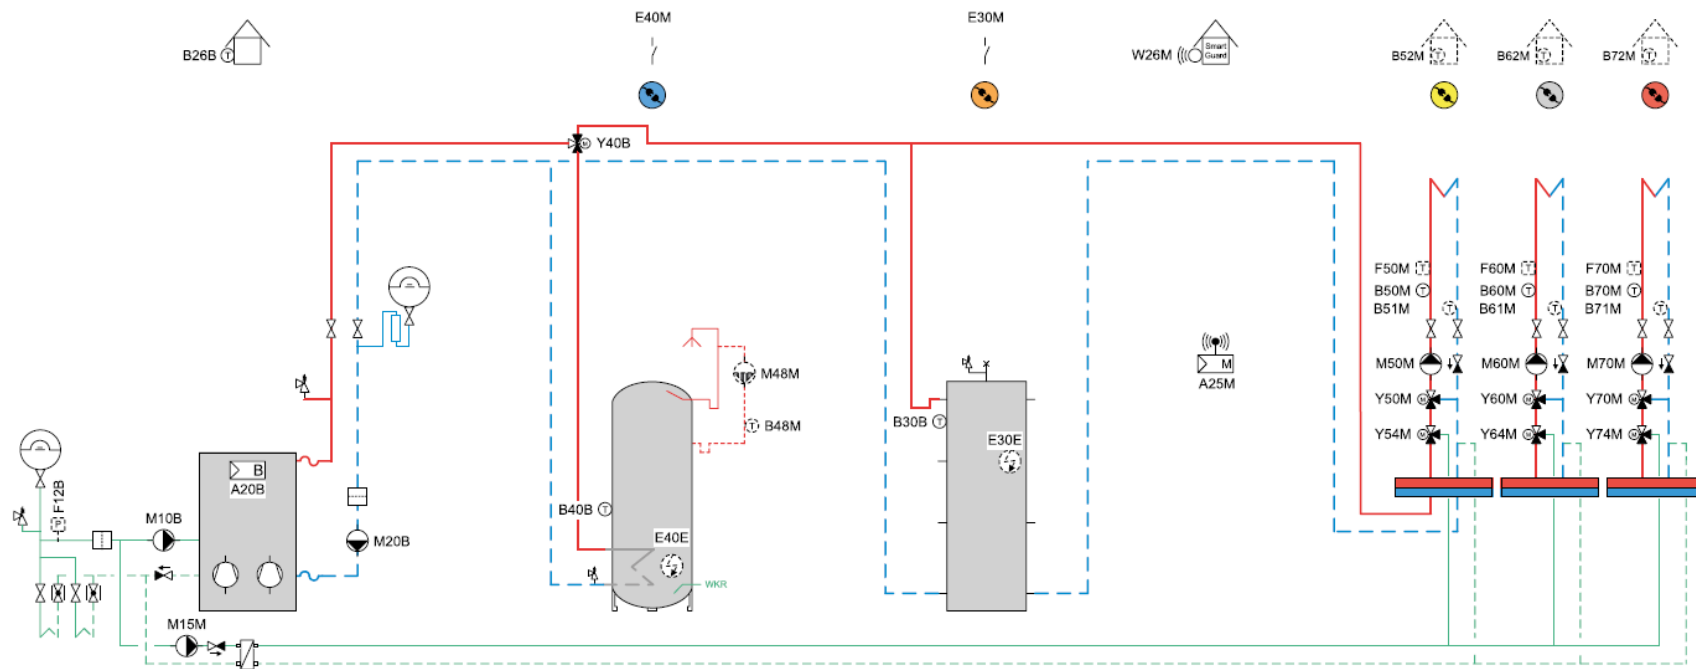 E40M
E30M
B26B
T
W26M
Smart
Guard
B52M
T
B62M
T
B72M
T
M
Y40B
F50M
T
F60M
T
F70M
T
B50M
T
B60M
T
B70M
T
B51M
T
B61M
T
B71M
T
M
A25M
M50M
M60M
M70M
M48M
Y50M
M
Y60M
M
Y70M
M
B30B
T
B48M
T
Y54M
M
Y64M
M
Y74M
M
E30E
B
A20B
F12B
P
M10B
B40B
T
M20B
E40E
WKR
M15M